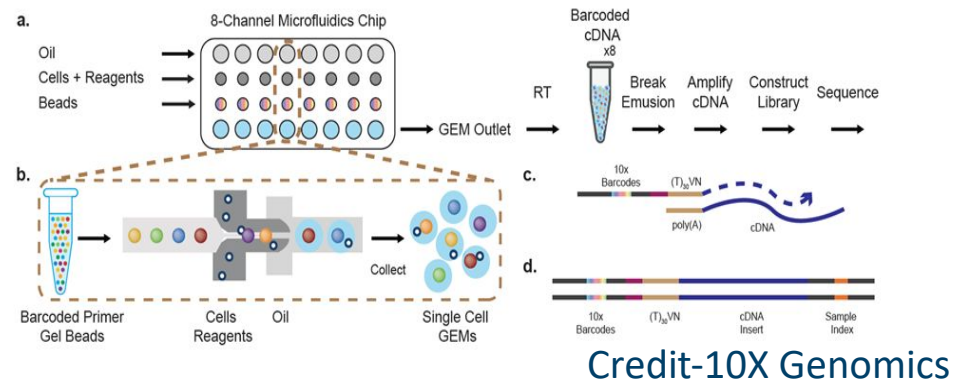 a.
8-Channel Microfluidics Chip
Oil
Cells + Reagents
Beads
GEM Outlet
RT
Barcoded
cDNA
x8
Break
Emusion
Amplify
cDNA
Construct
Library
Sequence
b.
Collect
Barcoded Primer
Gel Beads
Cells
Reagents
Oil
Single Cell
GEMs
c.
10x
Barcodes
(T)30VN
poly(A)
cDNA
d.
10x
Barcodes
(T)30VN
cDNA
Insert
Sample
Index
Credit-10X Genomics